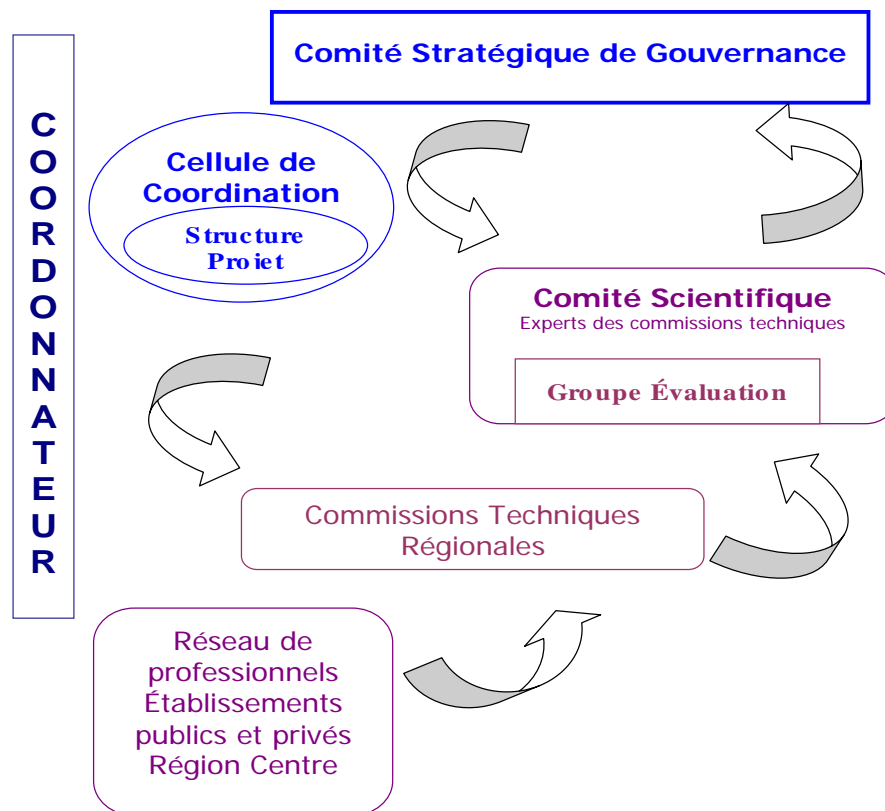 Comité Stratégique de Gouvernance
COORDONNATEUR
Cellule de
Coordination
Structure
Projet
Comité Scientifique
Experts des commissions techniques
Groupe Évaluation
Commissions Techniques
Régionales
Réseau de
professionnels
Établissements
publics et privés
Région Centre